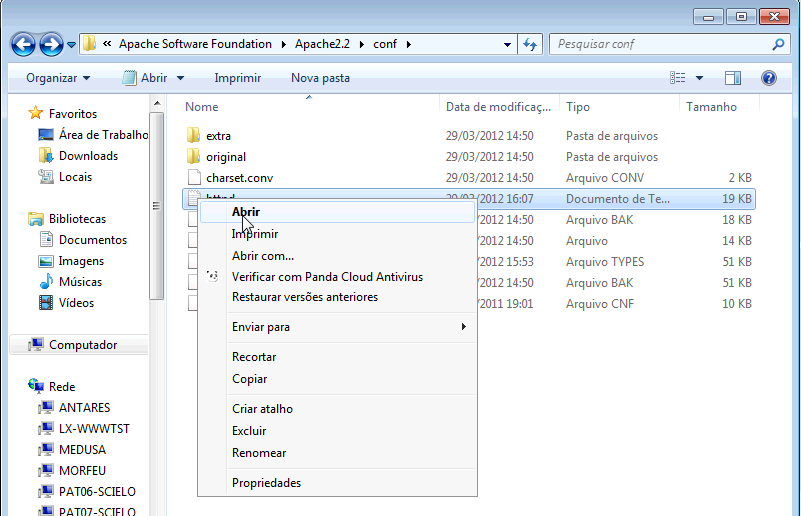 « Apache Software Foundation Apache2.2 conf
Pesquisar conf
Organizar Abrir Imprimir Nova pasta
Nome Data de modificaç... Tipo Tamanho
Favoritos
Área de Trabalho
Downloads
Locais
Bibliotecas
Documentos
Imagens
Músicas
Vídeos
Computador
Rede
ANTARES
LX-WWWTST
MEDUSA
MORFEU
PAT06-SCIELO
PAT07-SCIELO
extra 29/03/2012 14:50 Pasta de arquivos
original 29/03/2012 14:50 Pasta de arquivos
charset.conv 29/03/2012 14:50 Arquivo CONV 2 KB
httpd 29/03/2012 16:07 Documento de Te... 19 KB
2012 14:50 Arquivo BAK 18 KB
2012 14:50 Arquivo 14 KB
2012 15:53 Arquivo TYPES 51 KB
2012 14:50 Arquivo BAK 51 KB
2011 19:01 Arquivo CNF 10 KB
Abrir
Imprimir
Abrir com...
Verificar com Panda Cloud Antivirus
Restaurar versões anteriores
Enviar para
Recortar
Copiar
Criar atalho
Excluir
Renomear
Propriedades